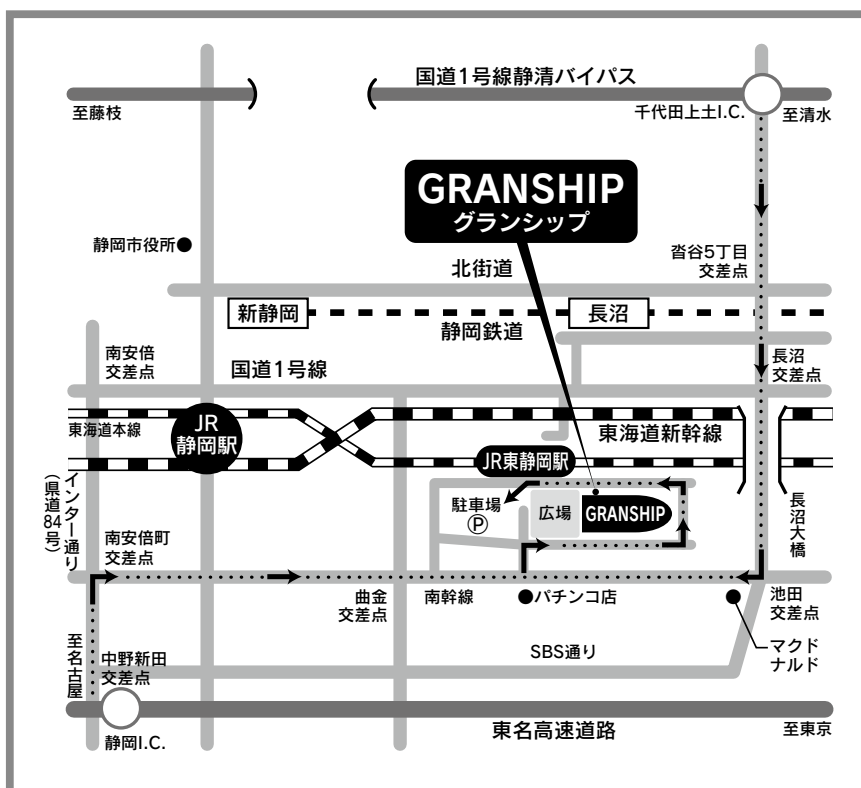 国道1号線静清バイパス
至藤枝
千代田上土I.C.
至清水
GRANSHIP
グランシップ
静岡市役所
沓谷5丁目
交差点
北街道
新静岡
長沼
静岡鉄道
南安倍
交差点
国道1号線
長沼
交差点
JR
静岡駅
東海道本線
東海道新幹線
JR東静岡駅
インター通り
（県道84号）
駐車場
P
広場
GRANSHIP
長沼大橋
南安倍町
交差点
曲金
交差点
南幹線
パチンコ店
池田
交差点
マクド
ナルド
至名古屋
中野新田
交差点
SBS通り
静岡I.C.
東名高速道路
至東京